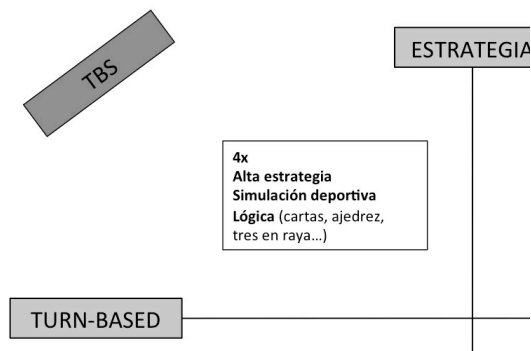 TBS
ESTRATEGIA
4x
Alta estrategia
Simulación deportiva
Lógica (cartas, ajedrez,
tres en raya...)
TURN-BASED